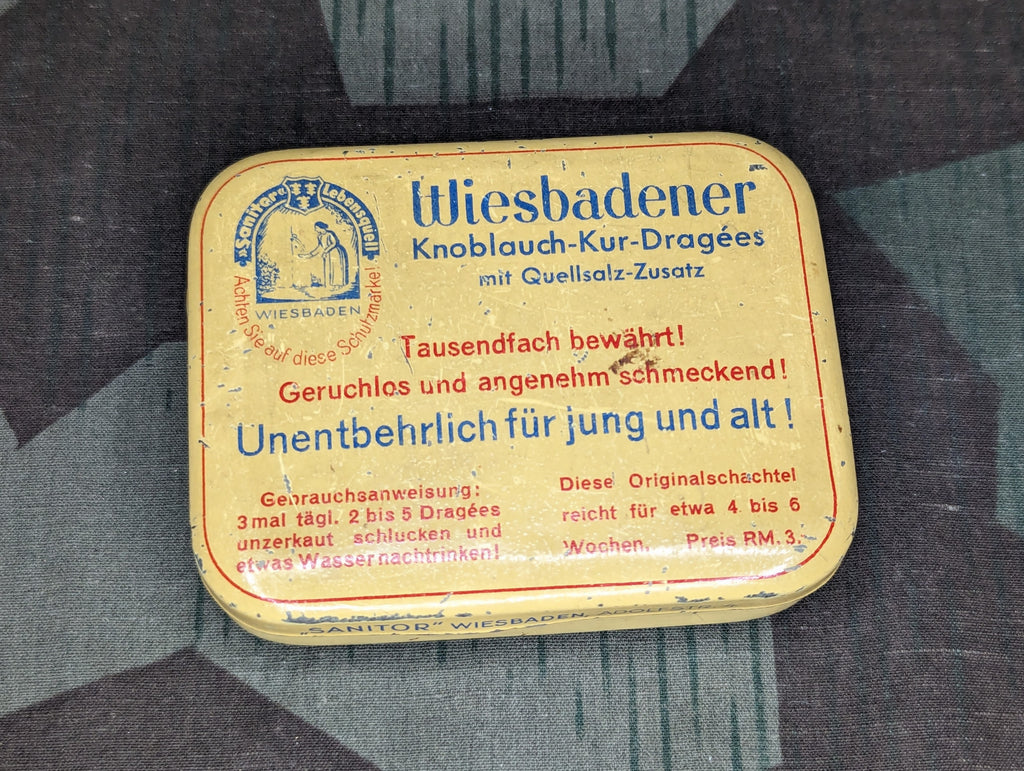 Sanitor's Lebensquell
WIESBADEN
Achten Sie auf diese Schutzmarke!
Wiesbadener
Knoblauch-Kur-Dragées
mit Quellsalz-Zusatz
Tausendfach bewährt!
Geruchlos und angenehm schmeckend!
Unentbehrlich für jung und alt!
Gebrauchsanweisung:
3mal tägl. 2 bis 5 Dragées
unzerkaut schlucken und
etwas Wasser nachtrinken!
Diese Originalschachtel
reicht für etwa 4 bis 6
Wochen. Preis RM. 3.
„SANITOR" WIESBADEN